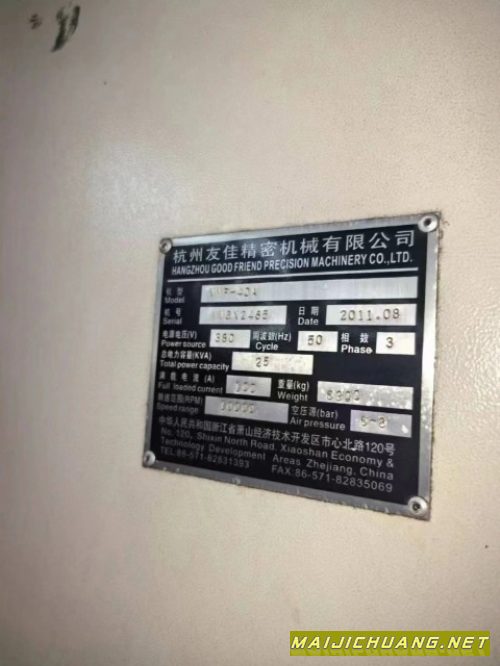 杭州友佳精密机械有限公司
HANGZHOU GOOD FRIEND PRECISION MACHINERY CO.,LTD.
机型
Model
机号 日期 2011.08
Serial Date
电源电压(V) 380 周波数(Hz) 50 相数 3
Power source Cycle Phase
总电力容量(KVA) 25
Total power capacity
满载电流(A) 重量(kg)
Full loaded current Weight
转速范围(RPM) 空压源(bar)
Speed range Air pressure
中华人民共和国浙江省萧山经济技术开发区市心北路120号
No. 120, Shixin North Road, Xiaoshan Economy &
Technology Development Areas Zhejiang, China
TEL:86-571-82831393 FAX:86-571-82835069
MAIJICHUANG.NET